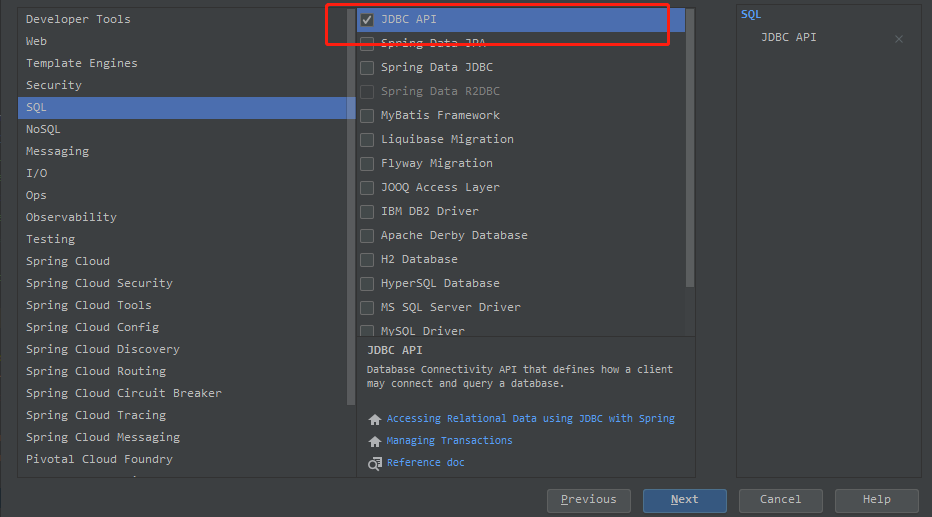 Developer Tools
Web
Template Engines
Security
SQL
NoSQL
Messaging
I/O
Ops
Observability
Testing
Spring Cloud
Spring Cloud Security
Spring Cloud Tools
Spring Cloud Config
Spring Cloud Discovery
Spring Cloud Routing
Spring Cloud Circuit Breaker
Spring Cloud Tracing
Spring Cloud Messaging
Pivotal Cloud Foundry
JDBC API
Spring Data JPA
Spring Data JDBC
Spring Data R2DBC
MyBatis Framework
Liquibase Migration
Flyway Migration
JOOQ Access Layer
IBM DB2 Driver
Apache Derby Database
H2 Database
HyperSQL Database
MS SQL Server Driver
MySQL Driver
JDBC API
Database Connectivity API that defines how a client
may connect and query a database.
Accessing Relational Data using JDBC with Spring
Managing Transactions
Reference doc
SQL
JDBC API
Previous
Next
Cancel
Help